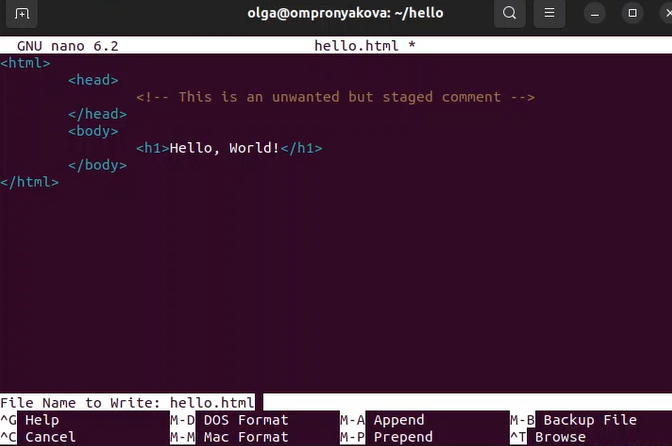 olga@ompronyakova: ~/hello
GNU nano 6.2 hello.html *
<html>
<head>
<!-- This is an unwanted but staged comment -->
</head>
<body>
<h1>Hello, World!</h1>
</body>
</html>
File Name to Write: hello.html
^G Help M-D DOS Format M-A Append M-B Backup File
^C Cancel M-M Mac Format M-P Prepend ^T Browse